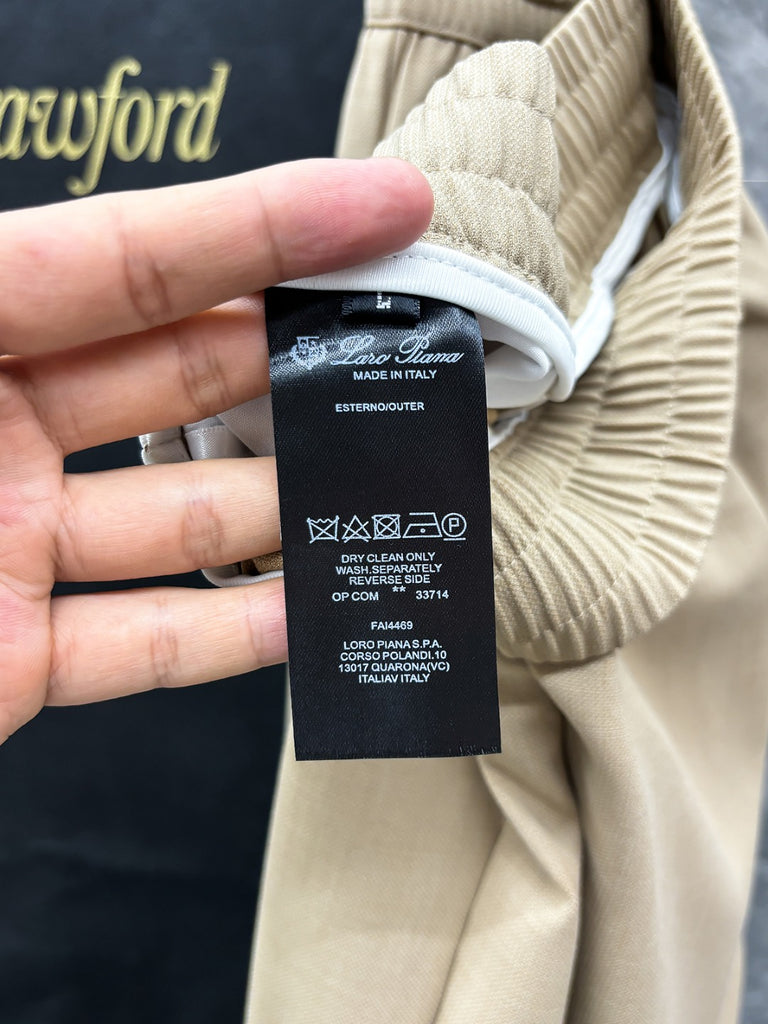 awford
Laro Piana
MADE IN ITALY
ESTERNO/OUTER
P
DRY CLEAN ONLY
WASH.SEPARATELY
REVERSE SIDE
OP COM ** 33714
FAI4469
LORO PIANA S.P.A.
CORSO POLANDI.10
13017 QUARONA(VC)
ITALIAV ITALY